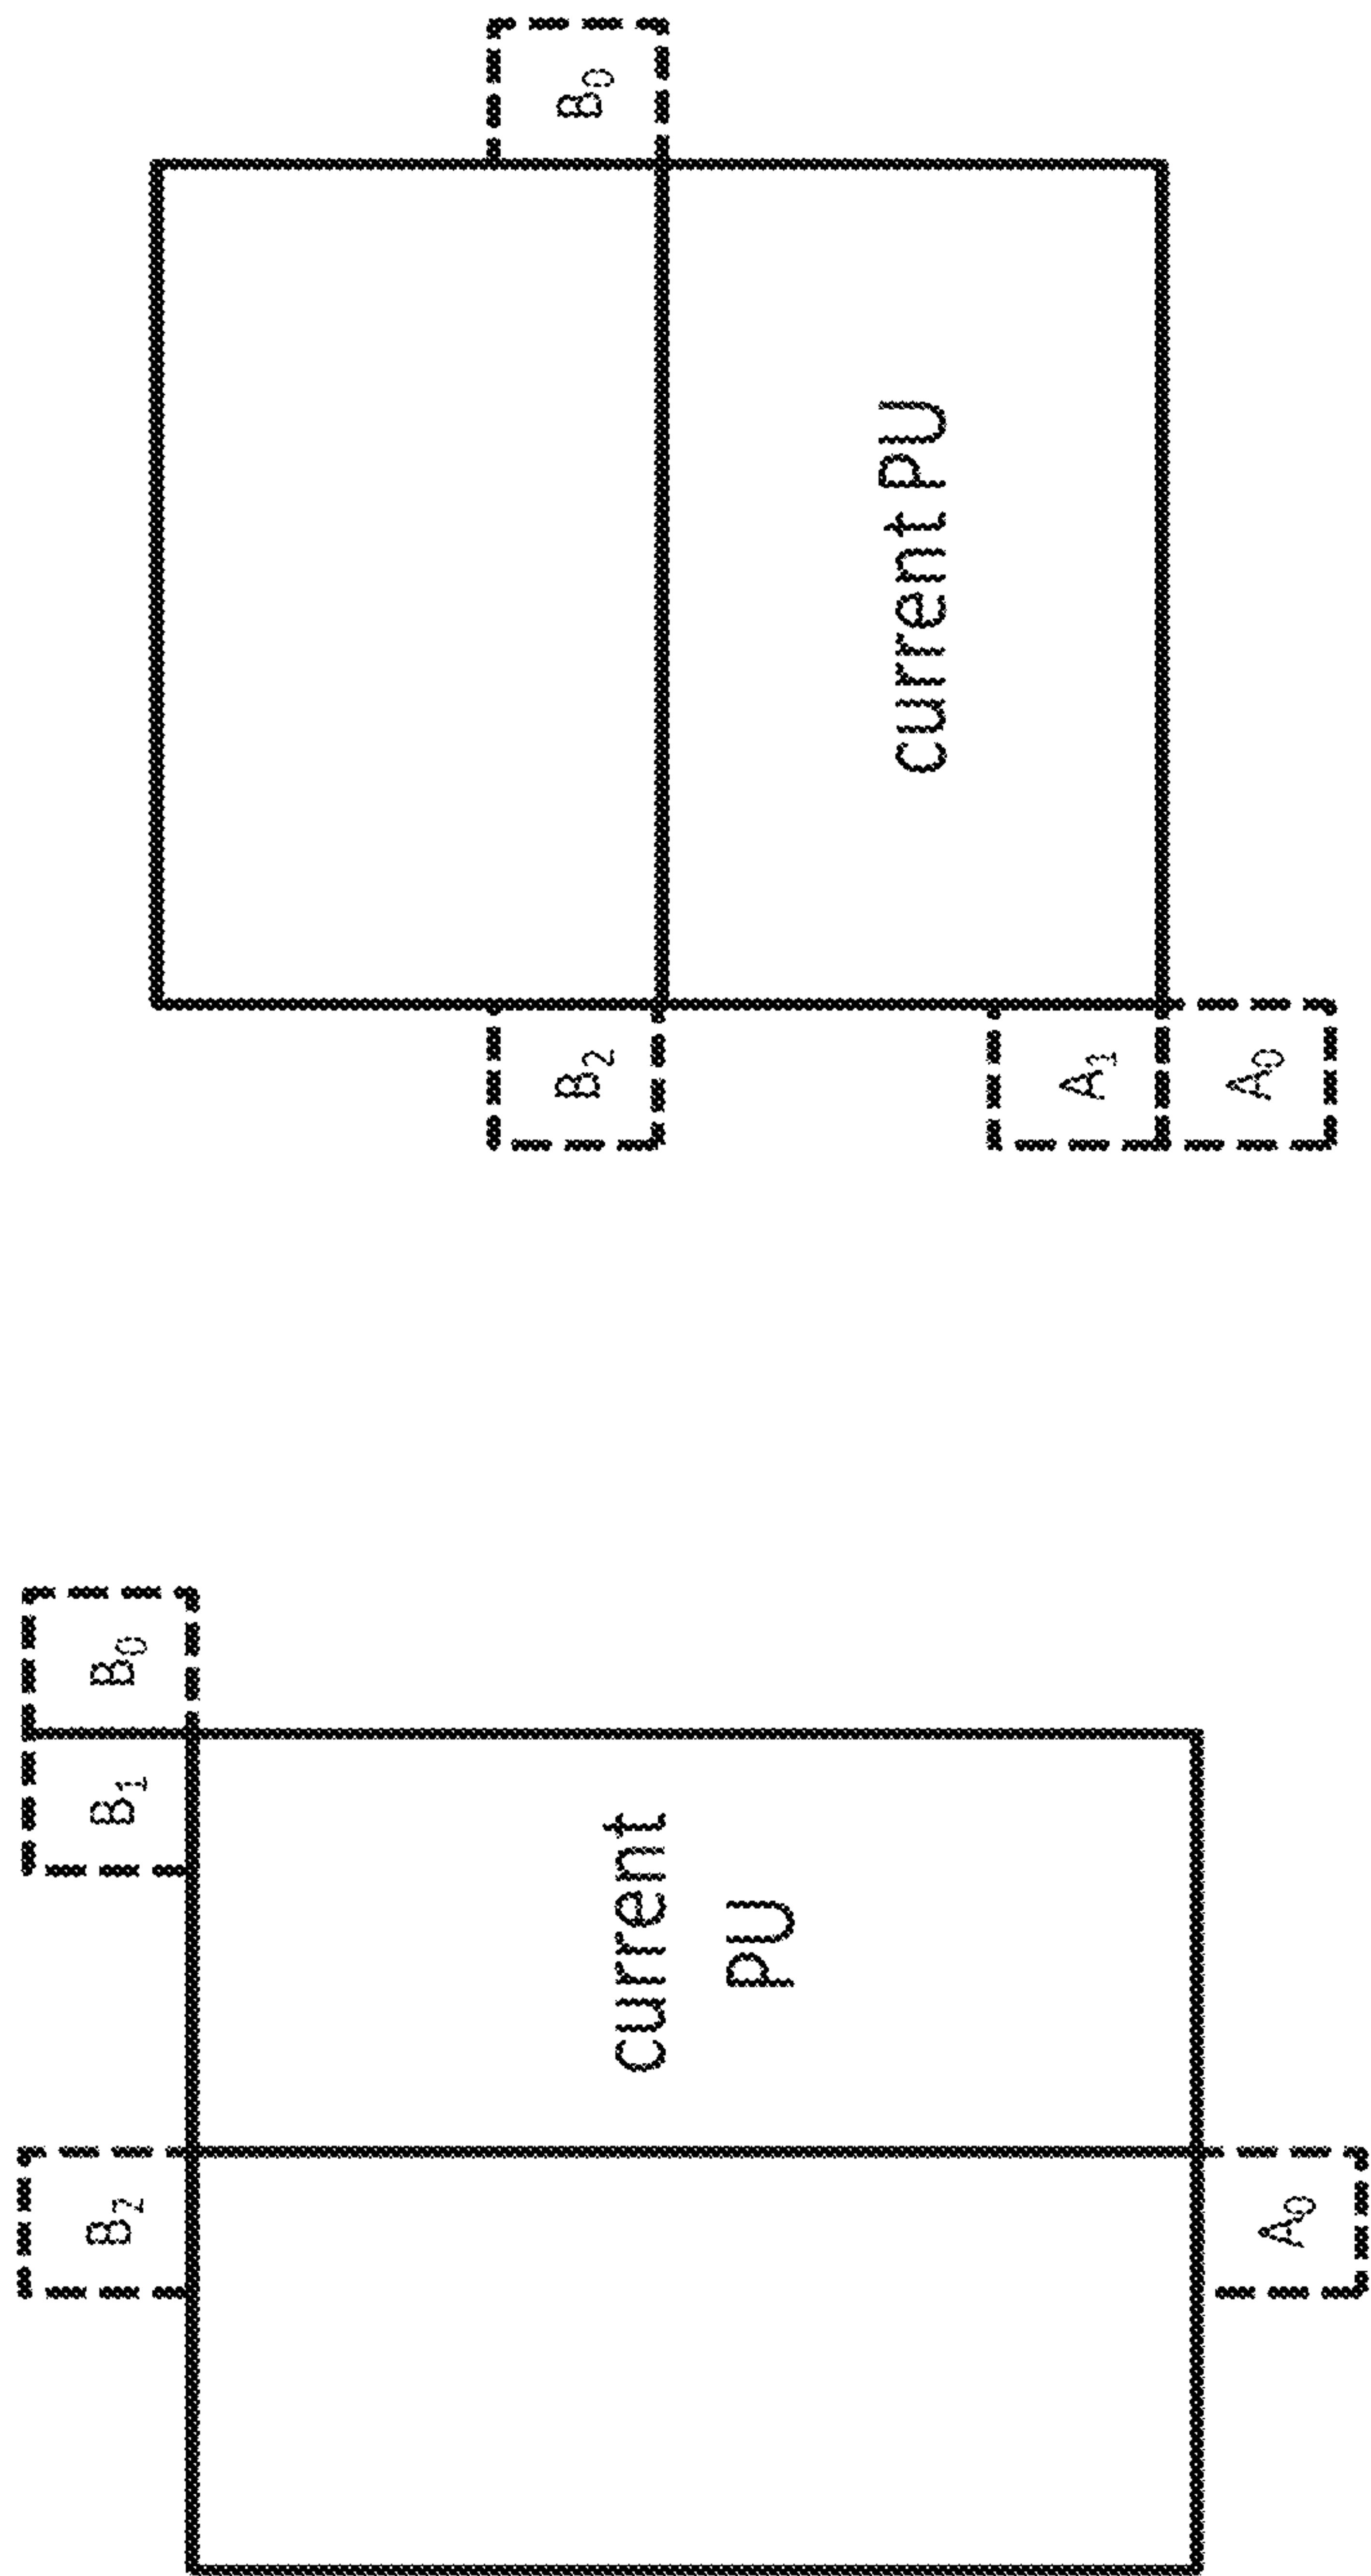 B₂ B₁ B₀
current
PU
A₀
B₂ B₀
current PU
A₁
A₀